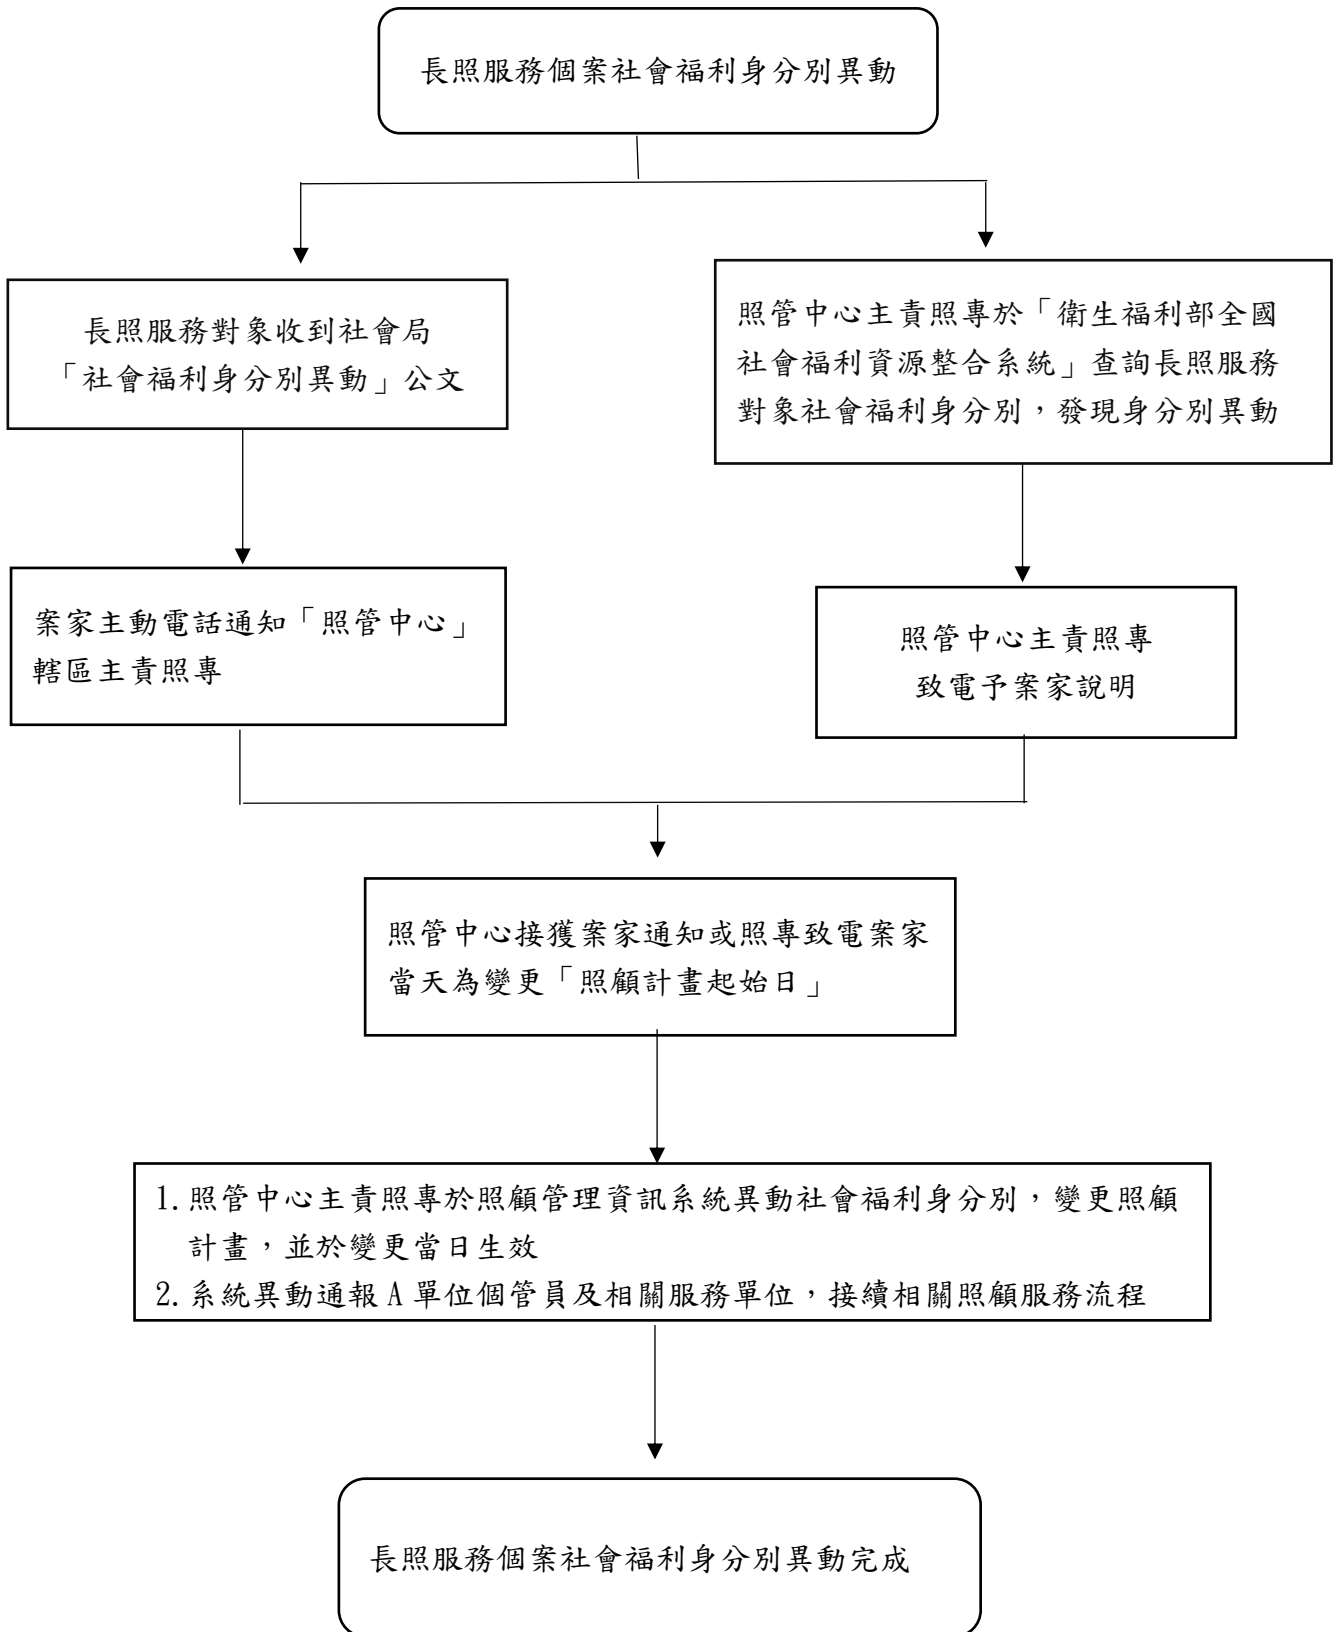 長照服務個案社會福利身分別異動
長照服務對象收到社會局
「社會福利身分別異動」公文
照管中心主責照專於「衛生福利部全國
社會福利資源整合系統」查詢長照服務
對象社會福利身分別，發現身分別異動
案家主動電話通知「照管中心」
轄區主責照專
照管中心主責照專
致電予案家說明
照管中心接獲案家通知或照專致電案家
當天為變更「照顧計畫起始日」
1.照管中心主責照專於照顧管理資訊系統異動社會福利身分別，變更照顧
計畫，並於變更當日生效
2.系統異動通報A單位個管員及相關服務單位，接續相關照顧服務流程
長照服務個案社會福利身分別異動完成